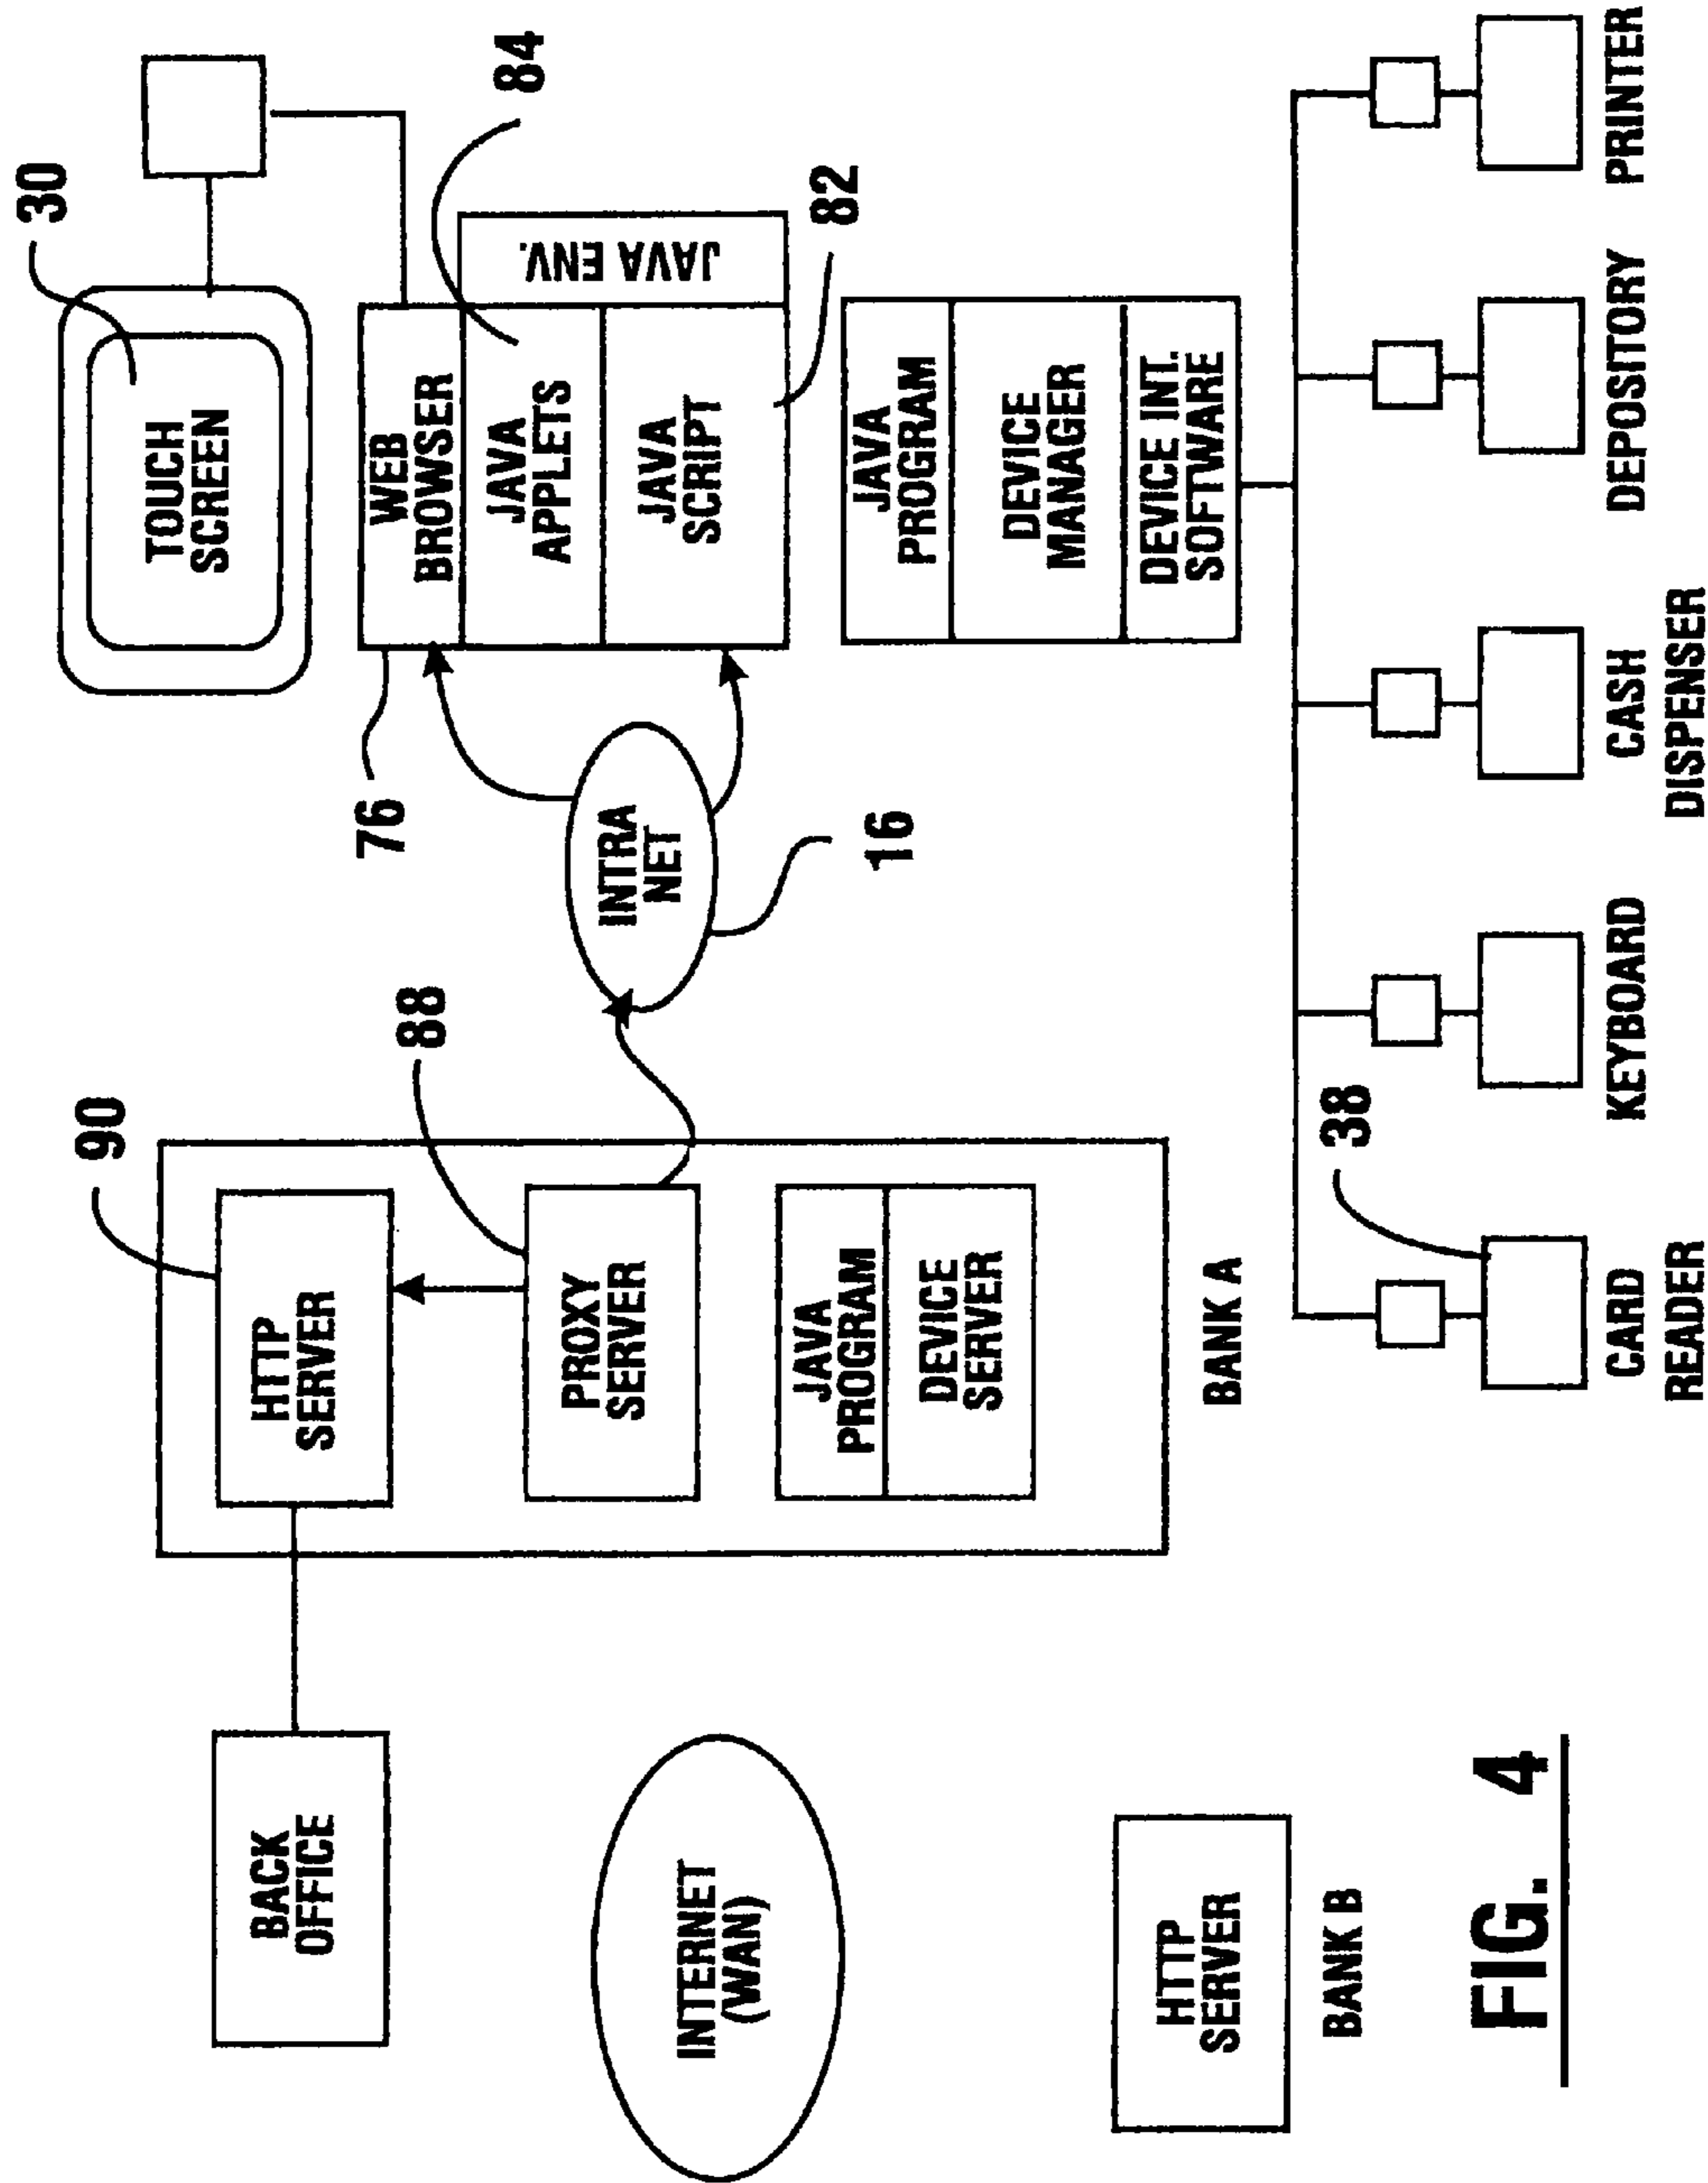 BACK
OFFICE
INTERNET
(WAN)
HTTP
SERVER
BANK B
FIG. 4
90
HTTP
SERVER
88
PROXY
SERVER
JAVA
PROGRAM
DEVICE
SERVER
BANK A
INTRA
NET
16
30
TOUCH
SCREEN
76
WEB
BROWSER
84
JAVA
APPLETS
JAVA
SCRIPT
JAVA ENV.
82
JAVA
PROGRAM
DEVICE
MANAGER
DEVICE INT.
SOFTWARE
38
CARD
READER
KEYBOARD
CASH
DISPENSER
DEPOSITORY
PRINTER